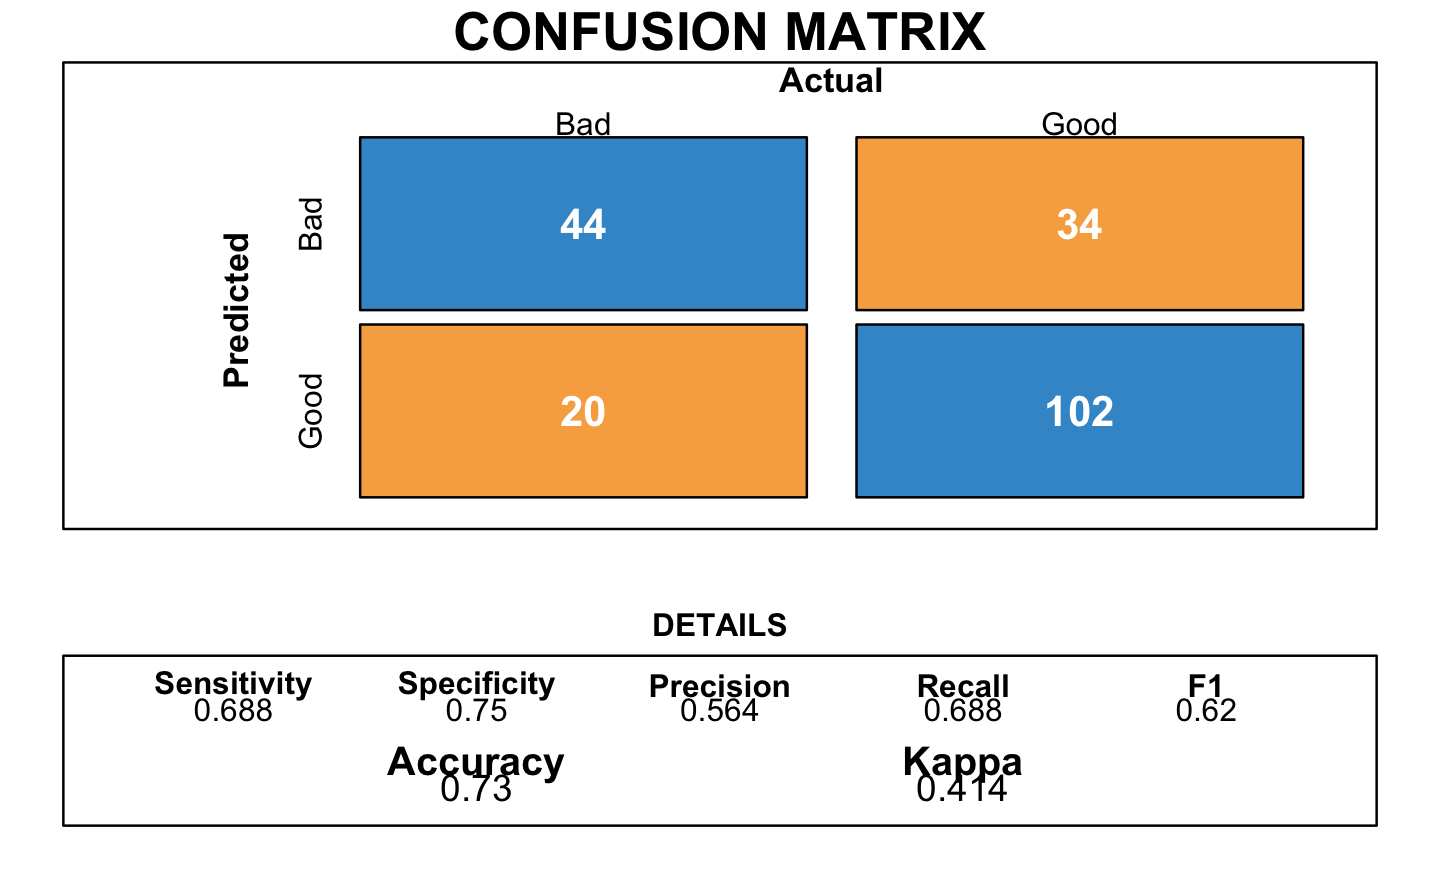 CONFUSION MATRIX
Actual
Bad Good
Predicted
Bad
44 34
Good
20 102
DETAILS
Sensitivity Specificity Precision Recall F1
0.688 0.75 0.564 0.688 0.62
Accuracy Kappa
0.73 0.414